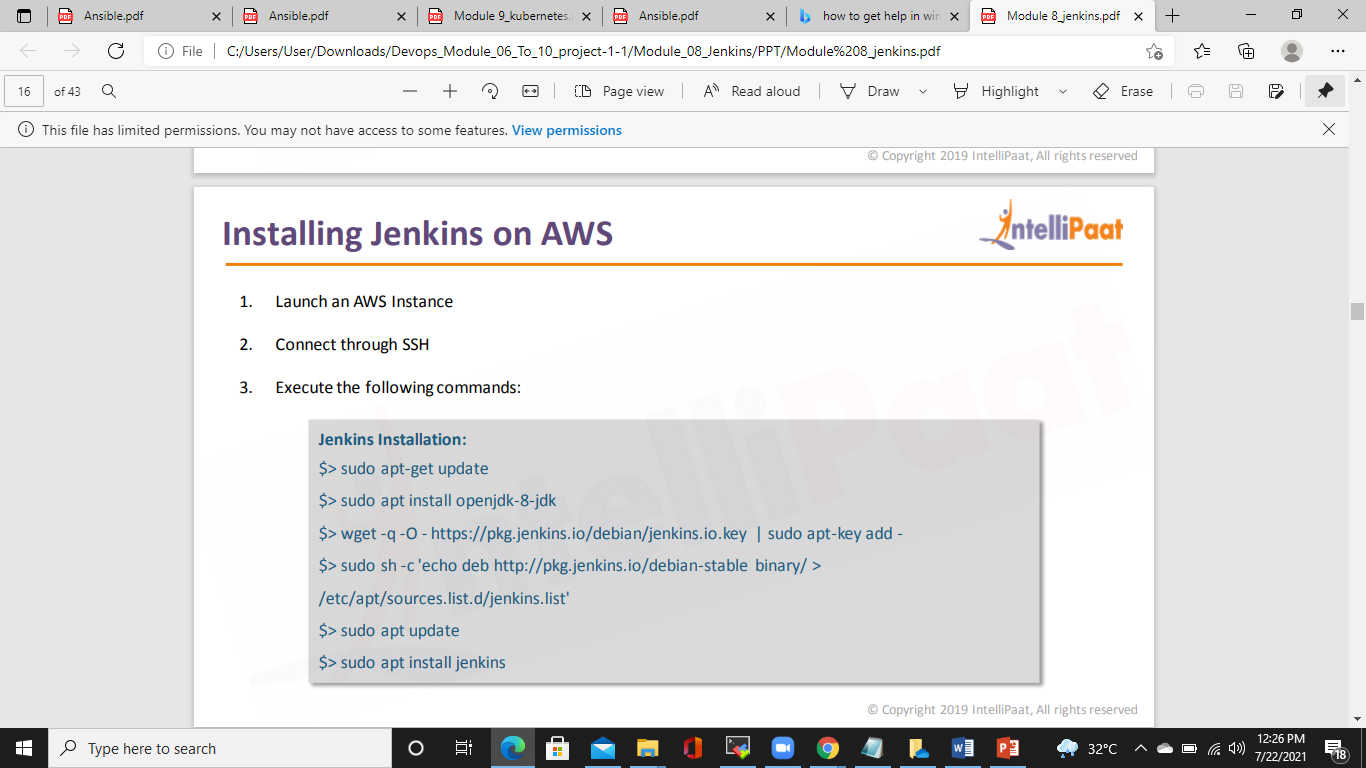 Ansible.pdf
Ansible.pdf
Module 9_kubernetes.
Ansible.pdf
how to get help in win
Module 8_jenkins.pdf
File
C:/Users/User/Downloads/Devops_Module_06_To_10_project-1-1/Module_08_Jenkins/PPT/Module%208_jenkins.pdf
16 of 43
Page view
Read aloud
Draw
Highlight
Erase
This file has limited permissions. You may not have access to some features. View permissions
© Copyright 2019 IntelliPaat, All rights reserved
Installing Jenkins on AWS
IntelliPaat
1. Launch an AWS Instance
2. Connect through SSH
3. Execute the following commands:
Jenkins Installation:
$> sudo apt-get update
$> sudo apt install openjdk-8-jdk
$> wget -q -O - https://pkg.jenkins.io/debian/jenkins.io.key | sudo apt-key add -
$> sudo sh -c 'echo deb http://pkg.jenkins.io/debian-stable binary/ >
/etc/apt/sources.list.d/jenkins.list'
$> sudo apt update
$> sudo apt install jenkins
IntelliPaat
© Copyright 2019 IntelliPaat, All rights reserved
Type here to search
32°C
12:26 PM
7/22/2021
18